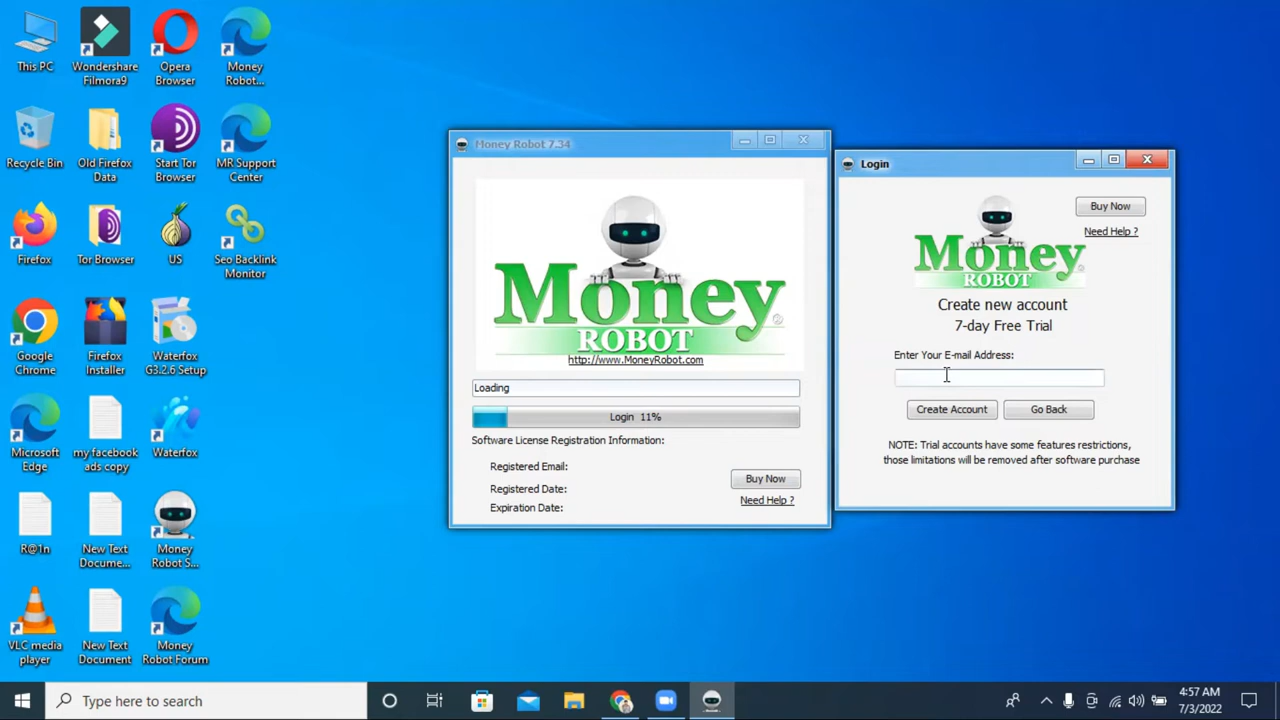 This PC
Wondershare
Filmora9
Opera
Browser
Money
Robot...
Recycle Bin
Old Firefox
Data
Start Tor
Browser
MR Support
Center
Firefox
Tor Browser
US
Seo Backlink
Monitor
Google
Chrome
Firefox
Installer
Waterfox
G3.2.6 Setup
Microsoft
Edge
my facebook
ads copy
Waterfox
R@1n
New Text
Docume...
Money
Robot S...
VLC media
player
New Text
Document
Money
Robot Forum
Money Robot 7.34
Money
ROBOT
http://www.MoneyRobot.com
Loading
Login 11%
Software License Registration Information:
Registered Email:
Registered Date:
Expiration Date:
Buy Now
Need Help ?
Login
Buy Now
Need Help ?
Money
ROBOT
Create new account
7-day Free Trial
Enter Your E-mail Address:
Create Account
Go Back
NOTE: Trial accounts have some features restrictions,
those limitations will be removed after software purchase
Type here to search
4:57 AM
7/3/2022